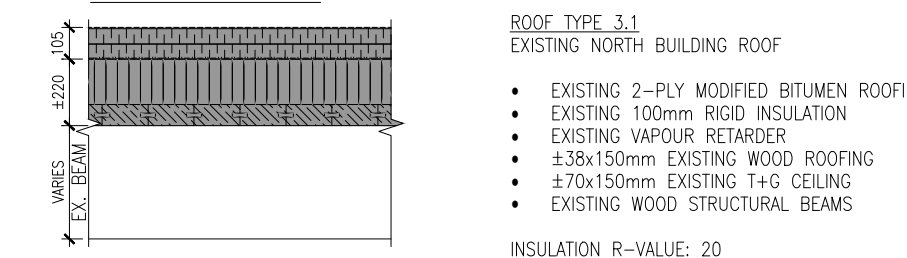 105
±220
VARIES
EX. BEAM
ROOF TYPE 3.1
EXISTING NORTH BUILDING ROOF
• EXISTING 2-PLY MODIFIED BITUMEN ROOFI
• EXISTING 100mm RIGID INSULATION
• EXISTING VAPOUR RETARDER
• ±38x150mm EXISTING WOOD ROOFING
• ±70x150mm EXISTING T+G CEILING
• EXISTING WOOD STRUCTURAL BEAMS
INSULATION R-VALUE: 20